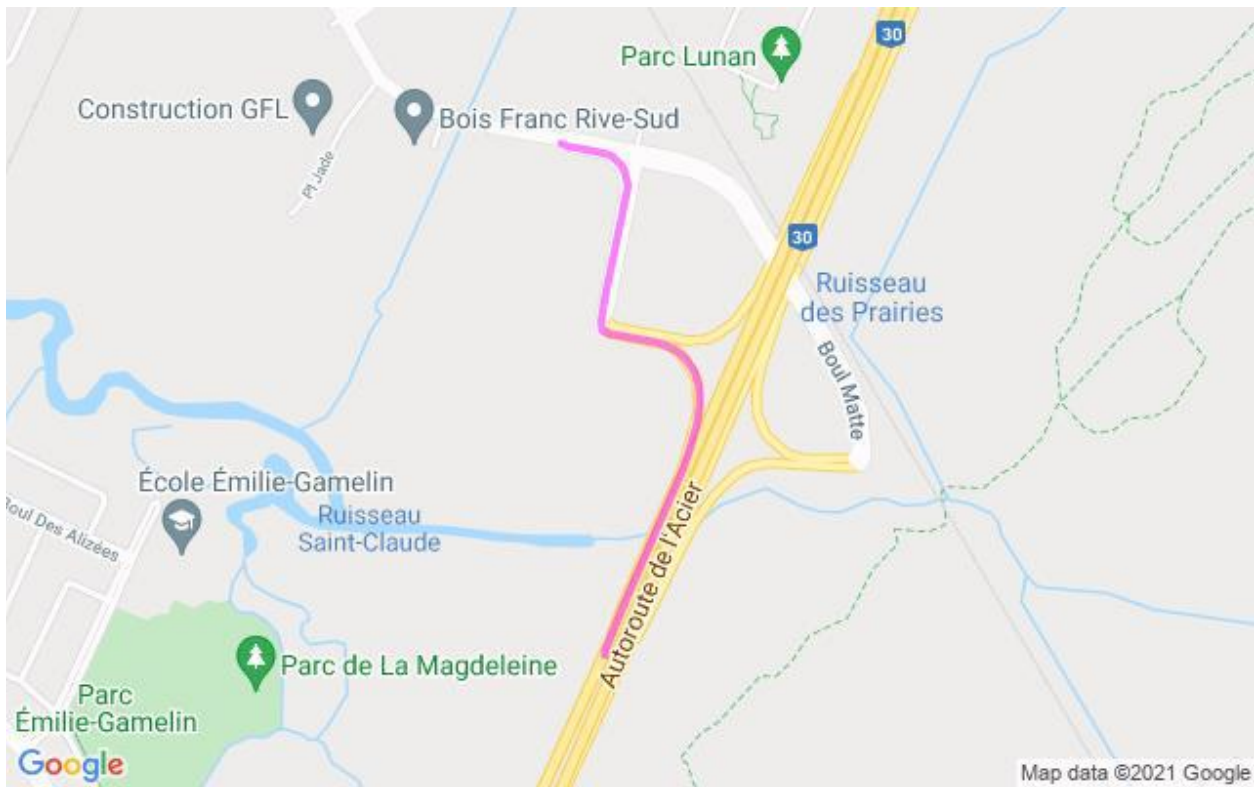 30
Parc Lunan
Construction GFL
Bois Franc Rive-Sud
Pl Jade
30
Ruisseau
des Prairies
Boul Matte
École Émilie-Gamelin
Ruisseau
Saint-Claude
Boul Des Alizées
Autoroute de l'Acier
Parc de La Magdeleine
Parc
Émilie-Gamelin
Google
Map data ©2021 Google